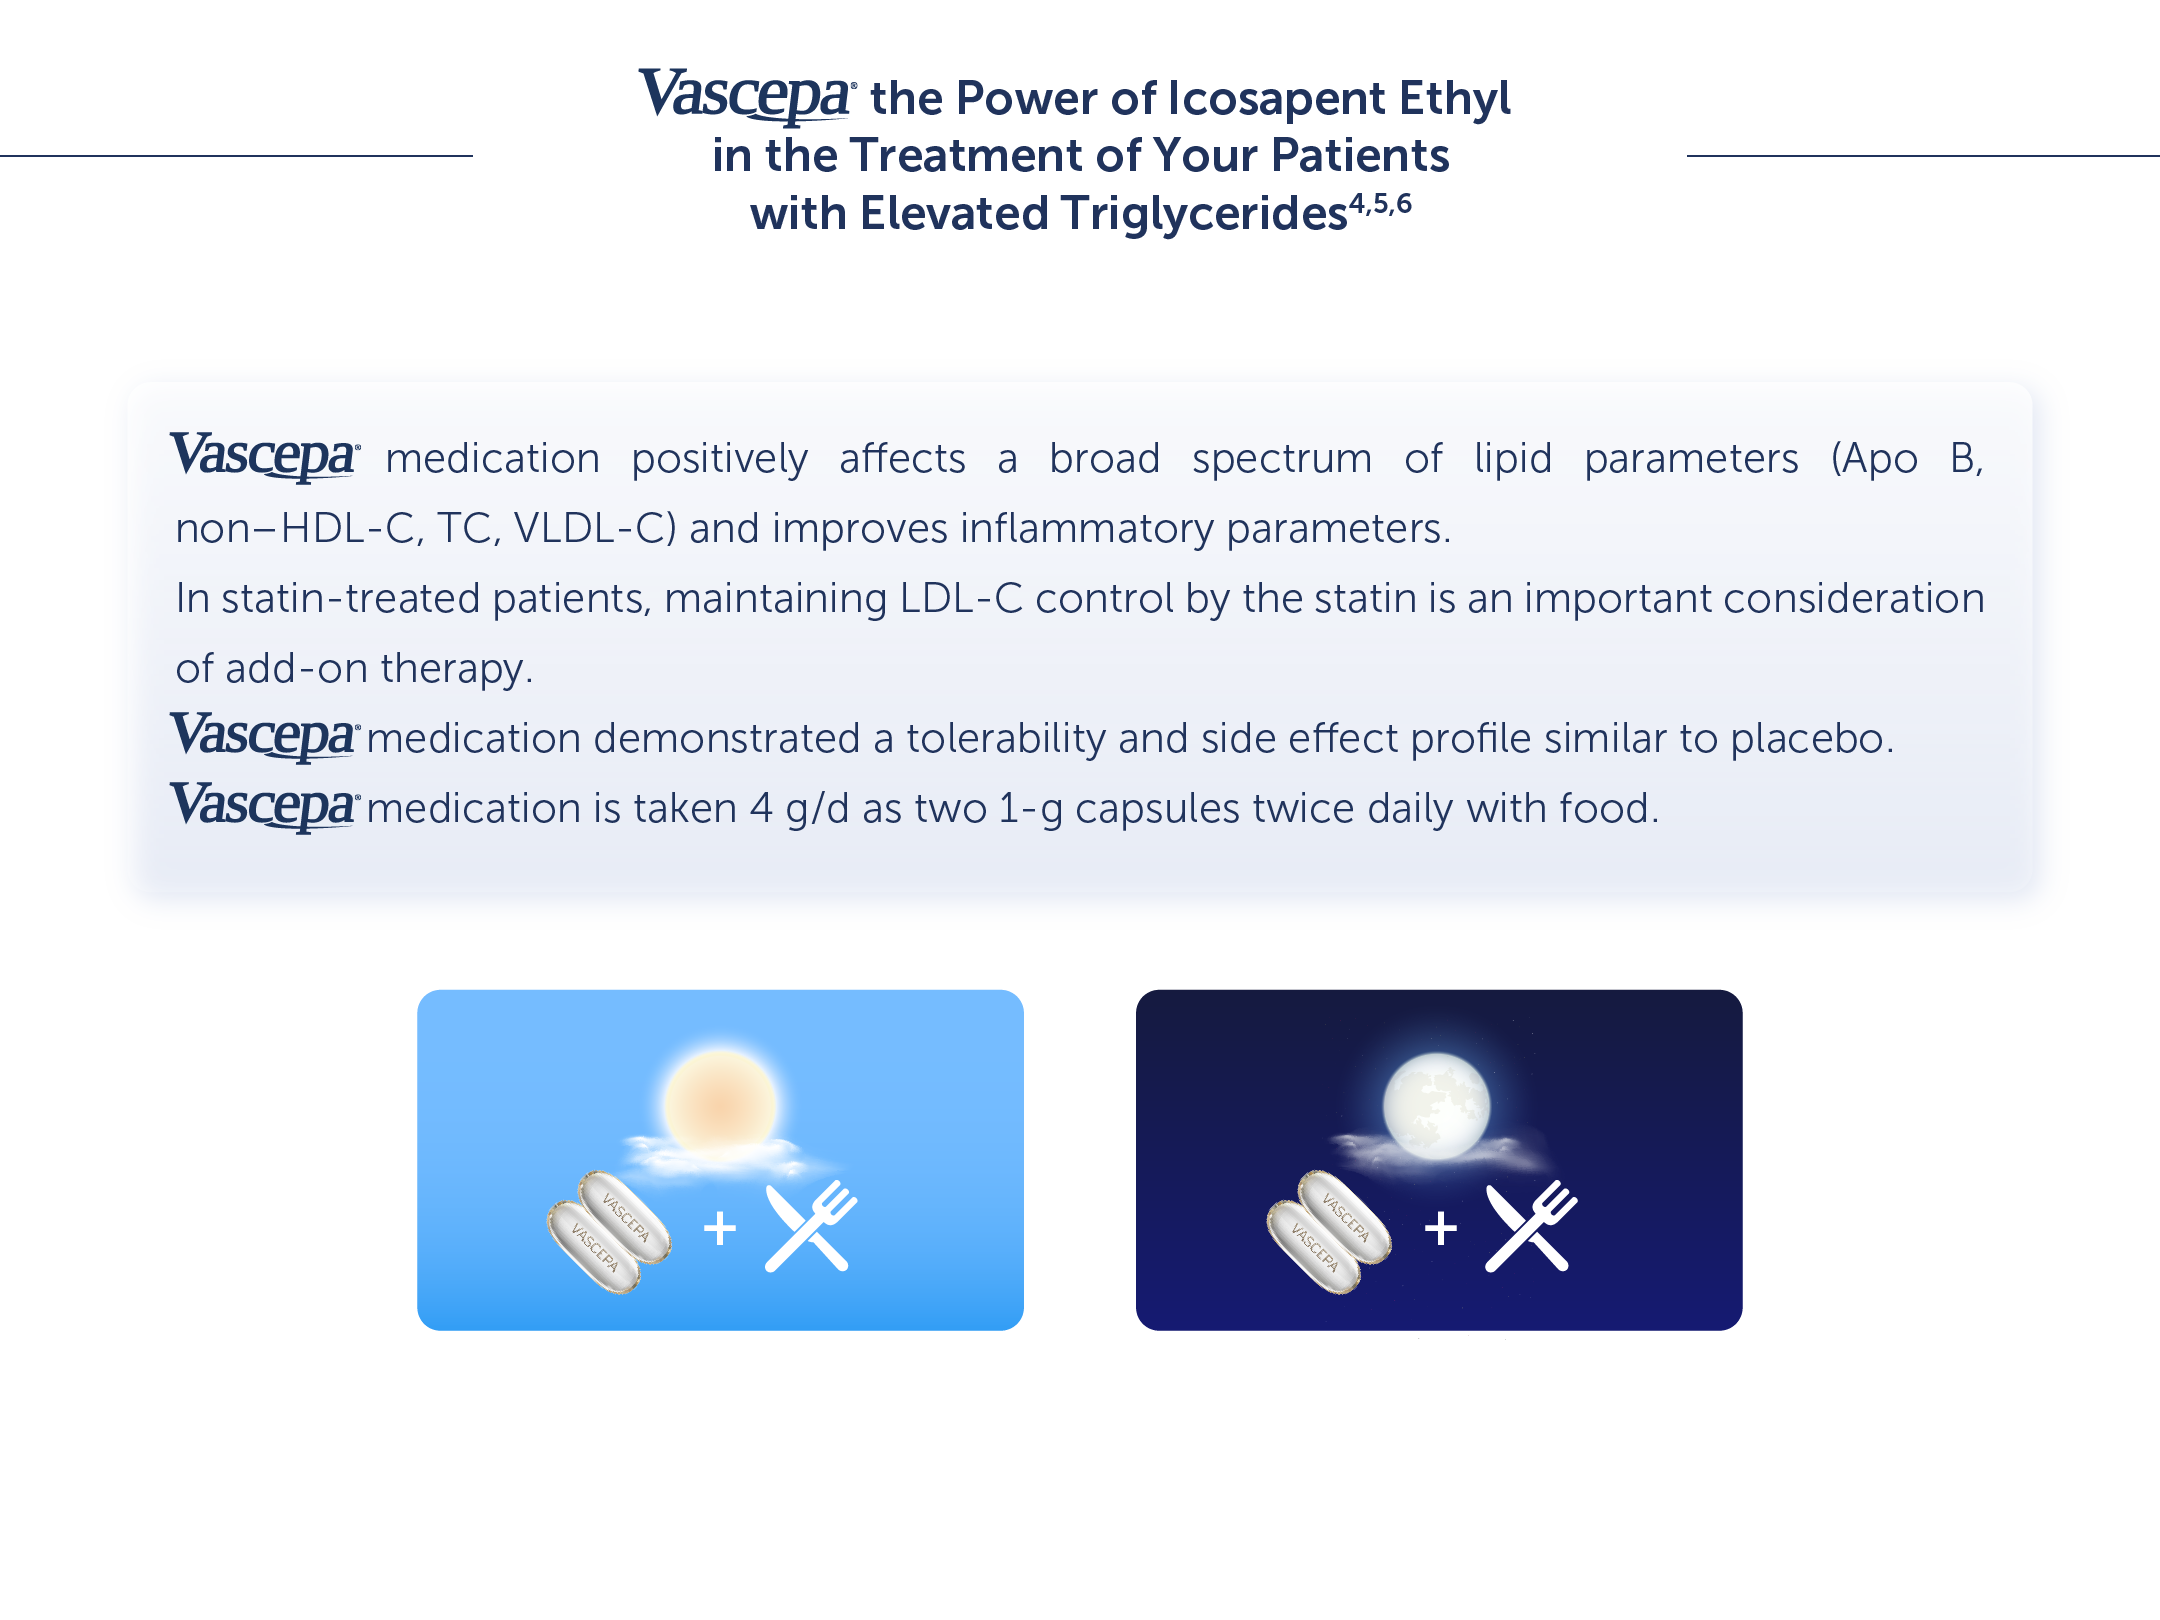 Vascepa® the Power of Icosapent Ethyl
in the Treatment of Your Patients
with Elevated Triglycerides4,5,6
Vascepa® medication positively affects a broad spectrum of lipid parameters (Apo B,
non–HDL-C, TC, VLDL-C) and improves inflammatory parameters.
In statin-treated patients, maintaining LDL-C control by the statin is an important consideration
of add-on therapy.
Vascepa® medication demonstrated a tolerability and side effect profile similar to placebo.
Vascepa® medication is taken 4 g/d as two 1-g capsules twice daily with food.
VASCEPA
VASCEPA
+
VASCEPA
VASCEPA
+